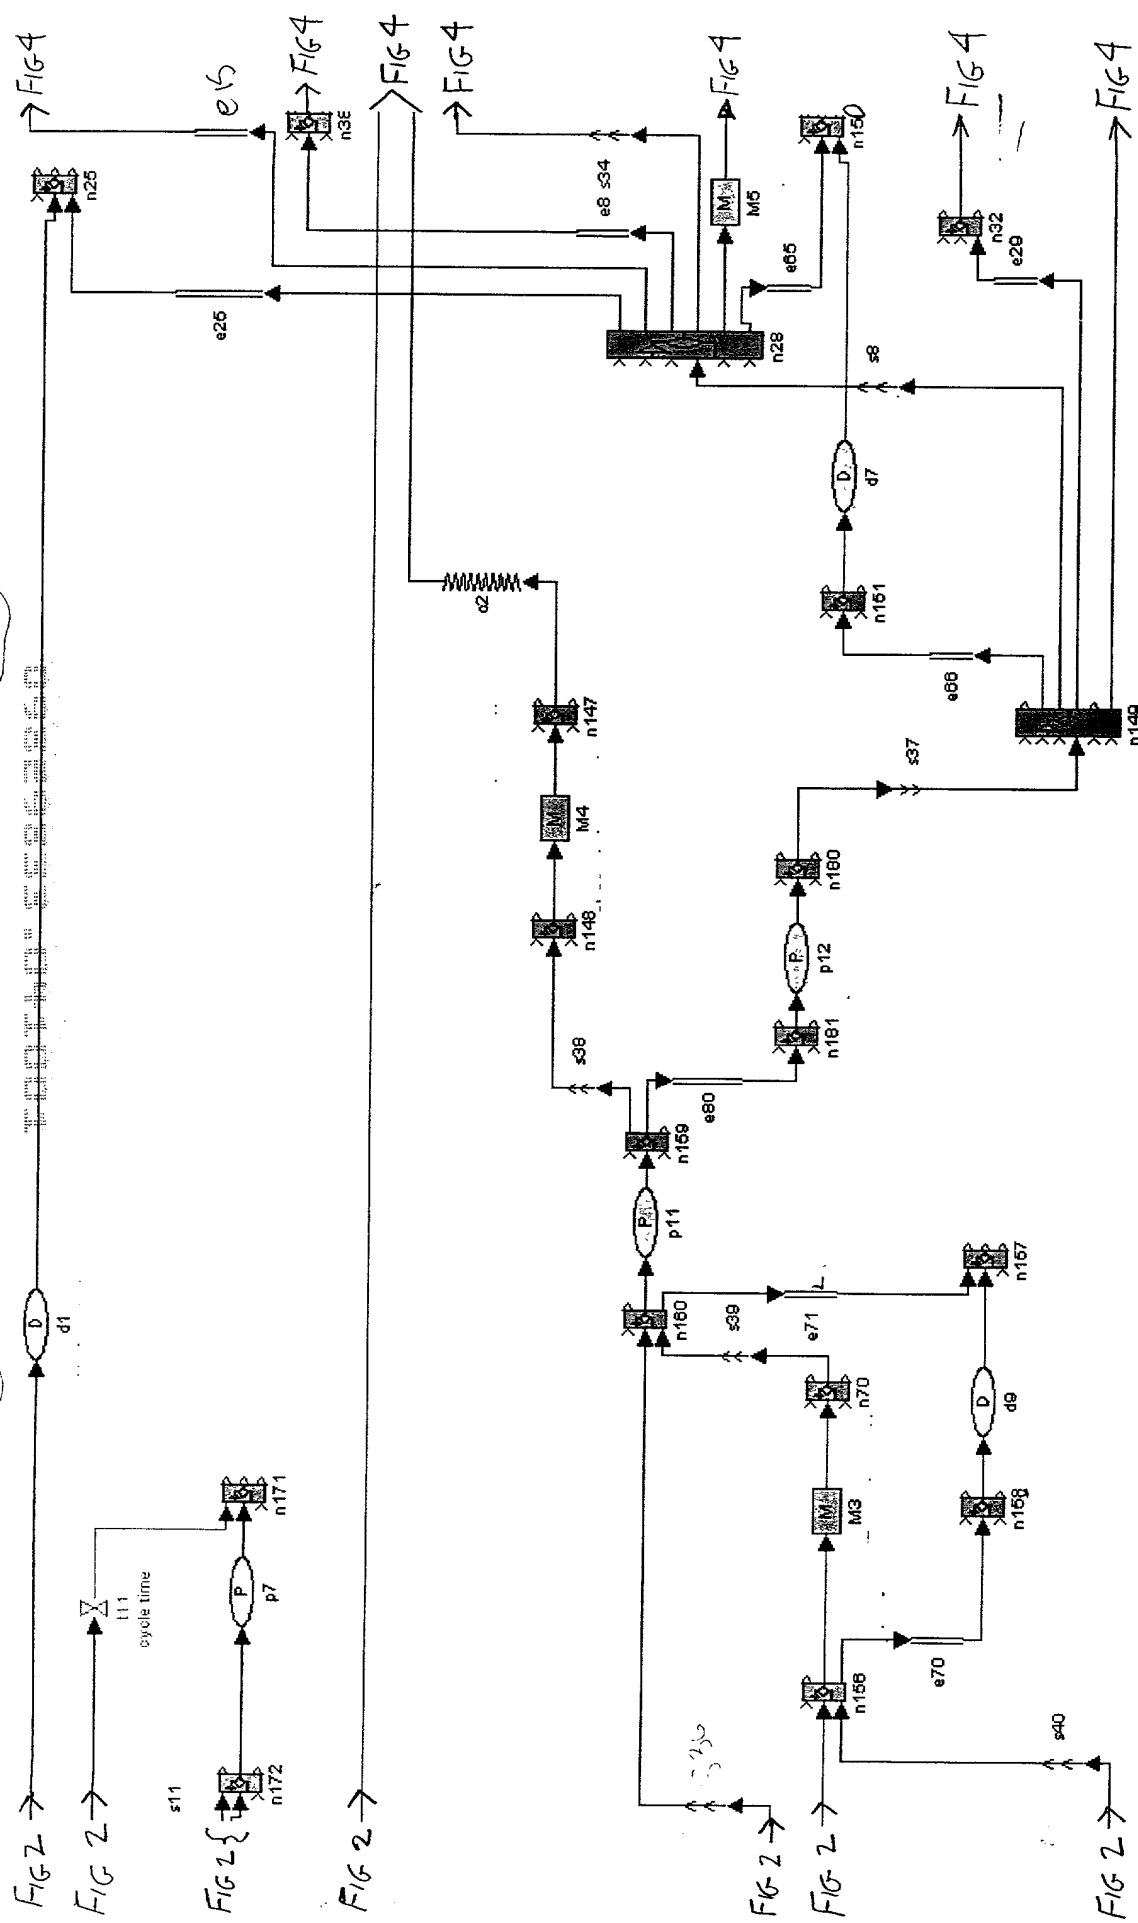 FIG 4
e15
FIG 4
FIG 4
FIG 4
FIG 4
FIG 4
FIG 4
n25
n36
e8
s34
M
M5
n150
n32
e29
e25
e65
n28
s8
D
d7
o2
n151
e66
n147
M
M4
n148
s37
n149
n180
P
p12
n181
s38
e80
n159
P
p11
n160
s39
e71
n157
D
d1
n70
D
d9
M
M3
n158
n156
e70
s40
t11
cycle time
n171
P
p7
s11
n172
FIG 2
FIG 2
FIG 2
FIG 2
FIG 2
FIG 2
FIG 2